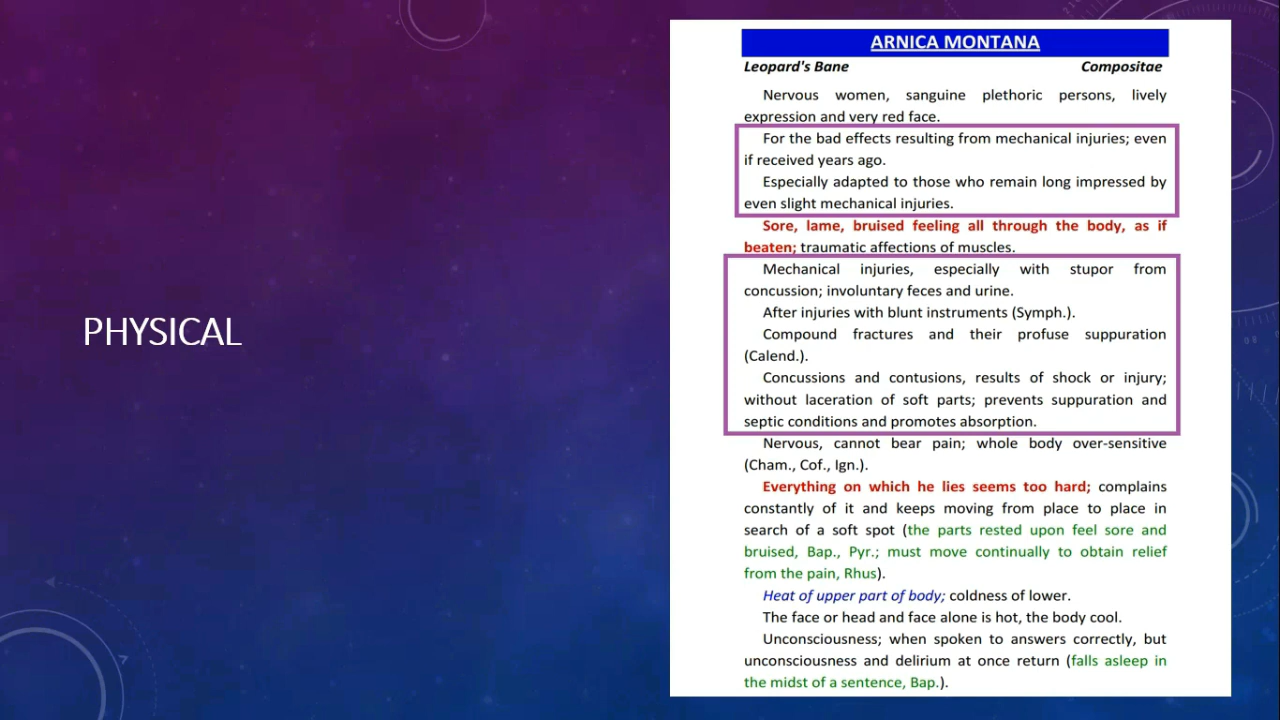 PHYSICAL
ARNICA MONTANA
Leopard's Bane Compositae
Nervous women, sanguine plethoric persons, lively
expression and very red face.
For the bad effects resulting from mechanical injuries; even
if received years ago.
Especially adapted to those who remain long impressed by
even slight mechanical injuries.
Sore, lame, bruised feeling all through the body, as if
beaten; traumatic affections of muscles.
Mechanical injuries, especially with stupor from
concussion; involuntary feces and urine.
After injuries with blunt instruments (Symph.).
Compound fractures and their profuse suppuration
(Calend.).
Concussions and contusions, results of shock or injury;
without laceration of soft parts; prevents suppuration and
septic conditions and promotes absorption.
Nervous, cannot bear pain; whole body over-sensitive
(Cham., Cof., Ign.).
Everything on which he lies seems too hard; complains
constantly of it and keeps moving from place to place in
search of a soft spot (the parts rested upon feel sore and
bruised, Bap., Pyr.; must move continually to obtain relief
from the pain, Rhus).
Heat of upper part of body; coldness of lower.
The face or head and face alone is hot, the body cool.
Unconsciousness; when spoken to answers correctly, but
unconsciousness and delirium at once return (falls asleep in
the midst of a sentence, Bap.).